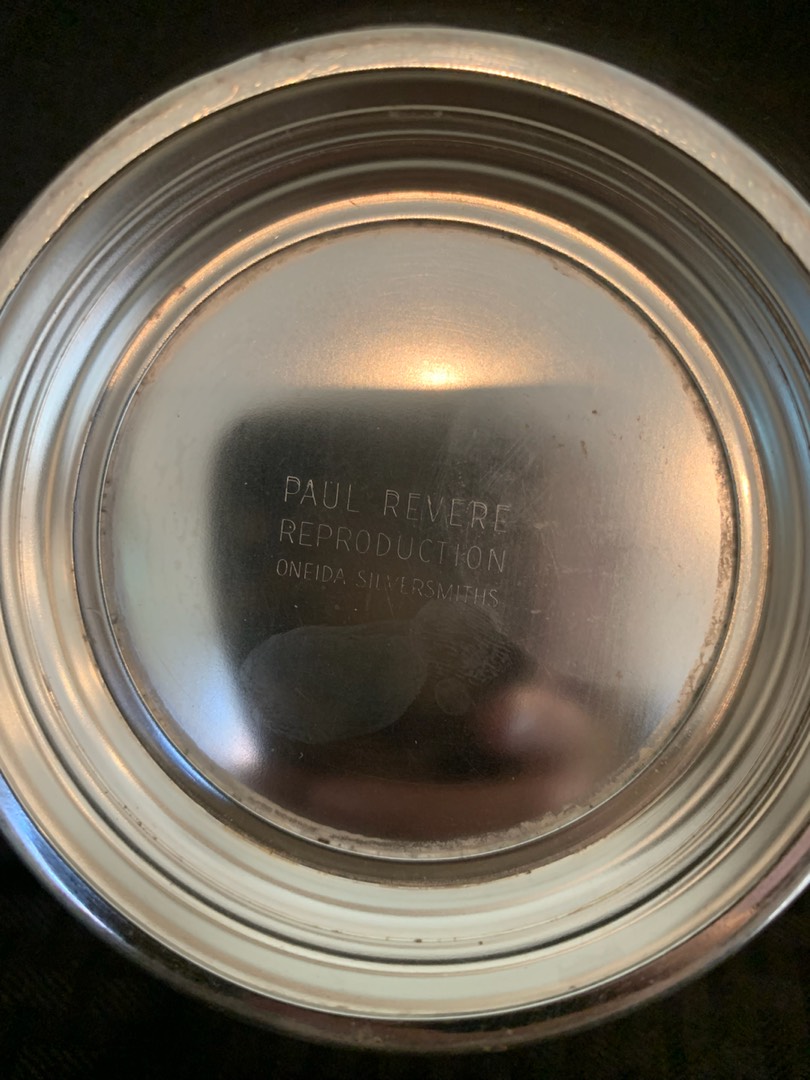 PAUL REVERE
REPRODUCTION
ONEIDA SILVERSMITHS